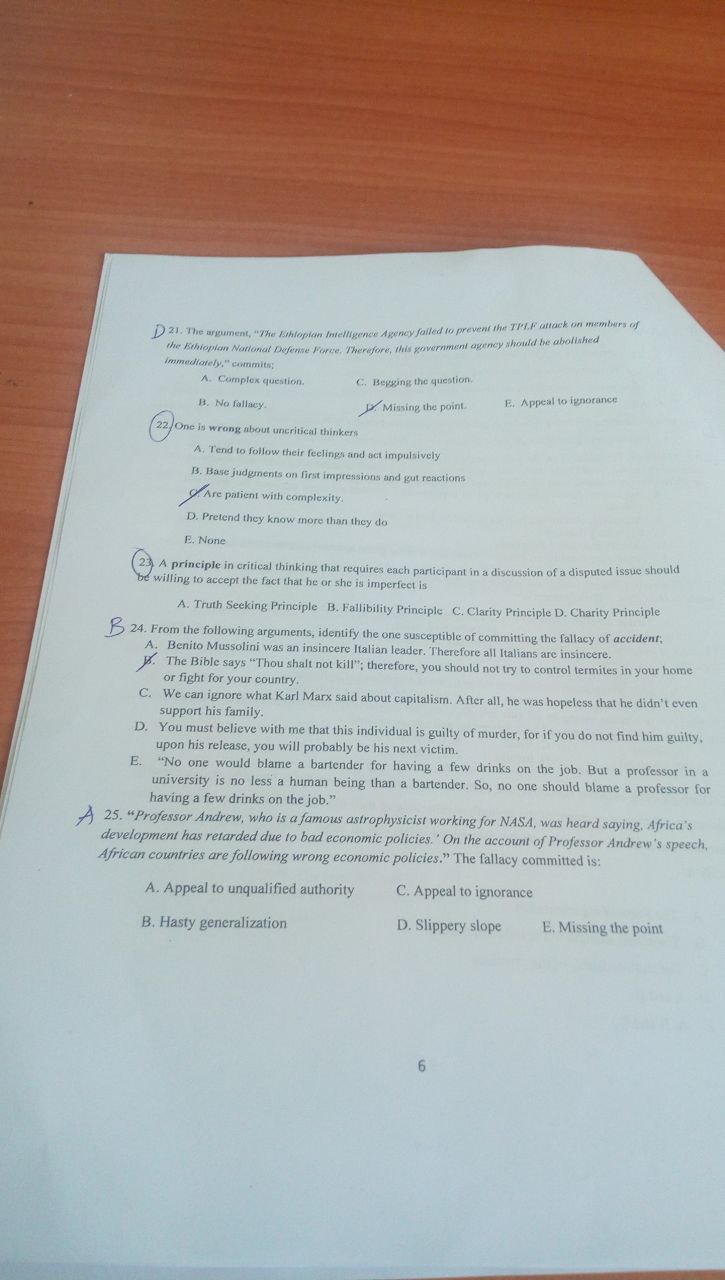 D 21. The argument, "The Ethiopian Intelligence Agency failed to prevent the TPLF attack on members of
the Ethiopian National Defense Force. Therefore, this government agency should be abolished
immediately," commits;
A. Complex question. C. Begging the question.
B. No fallacy. D. Missing the point. E. Appeal to ignorance
22. One is wrong about uncritical thinkers
A. Tend to follow their feelings and act impulsively
B. Base judgments on first impressions and gut reactions
C. Are patient with complexity.
D. Pretend they know more than they do
E. None
23. A principle in critical thinking that requires each participant in a discussion of a disputed issue should
be willing to accept the fact that he or she is imperfect is
A. Truth Seeking Principle B. Fallibility Principle C. Clarity Principle D. Charity Principle
B 24. From the following arguments, identify the one susceptible of committing the fallacy of accident;
A. Benito Mussolini was an insincere Italian leader. Therefore all Italians are insincere.
B. The Bible says "Thou shalt not kill"; therefore, you should not try to control termites in your home
or fight for your country.
C. We can ignore what Karl Marx said about capitalism. After all, he was hopeless that he didn't even
support his family.
D. You must believe with me that this individual is guilty of murder, for if you do not find him guilty,
upon his release, you will probably be his next victim.
E. "No one would blame a bartender for having a few drinks on the job. But a professor in a
university is no less a human being than a bartender. So, no one should blame a professor for
having a few drinks on the job."
A 25. "Professor Andrew, who is a famous astrophysicist working for NASA, was heard saying, Africa's
development has retarded due to bad economic policies.' On the account of Professor Andrew's speech,
African countries are following wrong economic policies." The fallacy committed is:
A. Appeal to unqualified authority C. Appeal to ignorance
B. Hasty generalization D. Slippery slope E. Missing the point
6